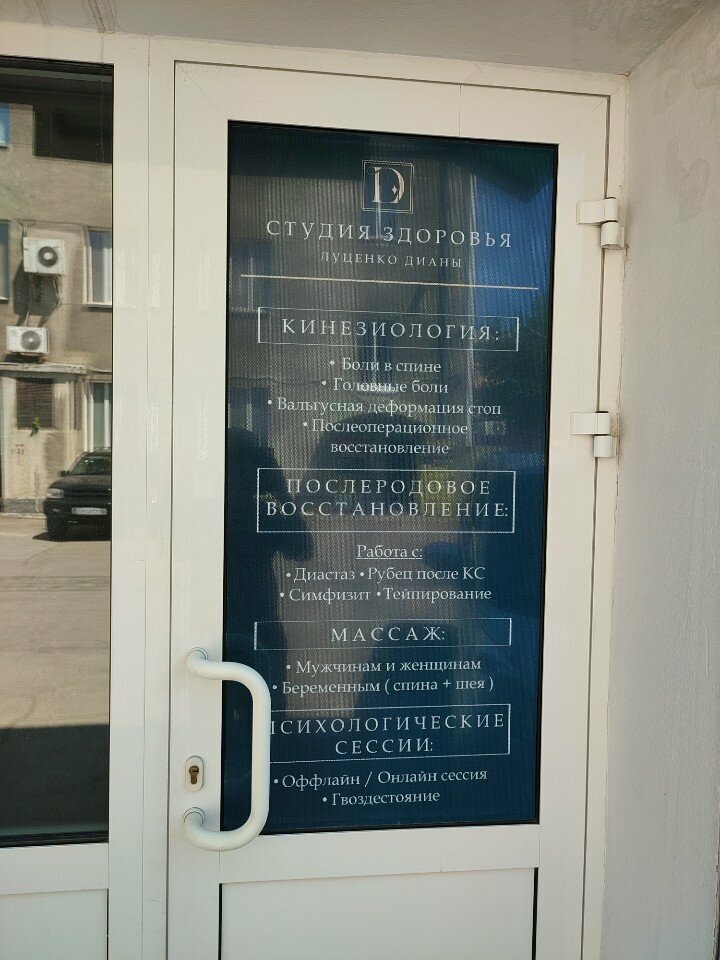 D
СТУДИЯ ЗДОРОВЬЯ
ЛУЦЕНКО ДИАНЫ
КИНЕЗИОЛОГИЯ:
• Боли в спине
• Головные боли
• Вальгусная деформация стоп
• Послеоперационное
восстановление
ПОСЛЕРОДОВОЕ
ВОССТАНОВЛЕНИЕ:
Работа с:
• Диастаз • Рубец после КС
• Симфизит • Тейпирование
МАССАЖ:
• Мужчинам и женщинам
• Беременным ( спина + шея )
ПСИХОЛОГИЧЕСКИЕ
СЕССИИ:
• Оффлайн / Онлайн сессия
• Гвоздестояние